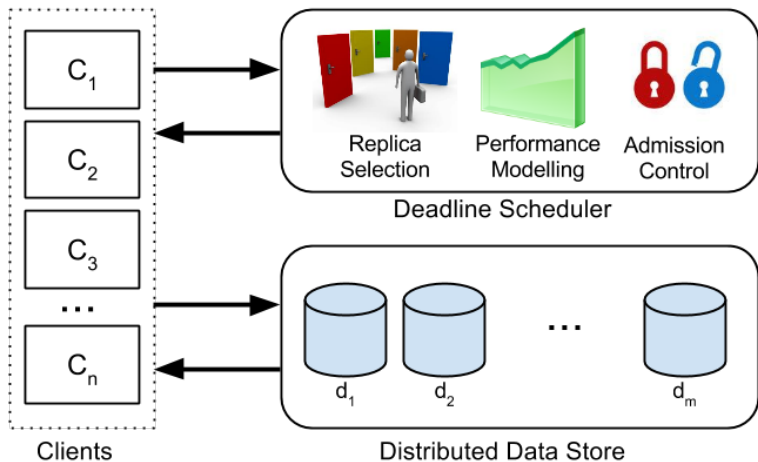 C₁
C₂
C₃
...
Cₙ
Clients
Replica
Selection
Performance
Modelling
Admission
Control
Deadline Scheduler
d₁
d₂
...
dₘ
Distributed Data Store